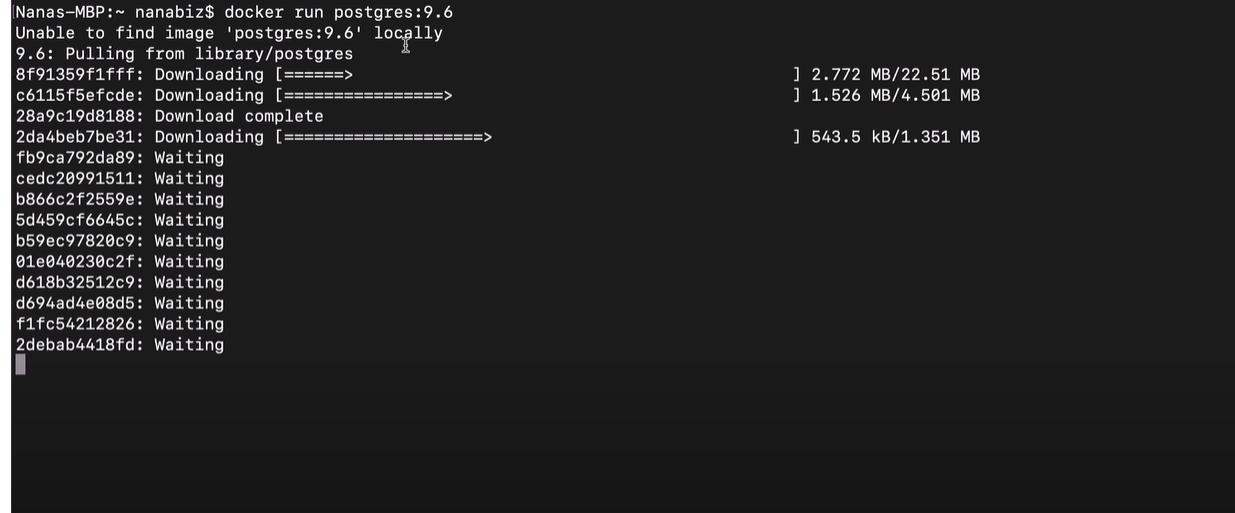 Nanas-MBP:~ nanabiz$ docker run postgres:9.6
Unable to find image 'postgres:9.6' locally
9.6: Pulling from library/postgres
8f91359f1fff: Downloading [======>                                            ] 2.772 MB/22.51 MB
c6115f5efcde: Downloading [================>                                  ] 1.526 MB/4.501 MB
28a9c19d8188: Download complete
2da4beb7be31: Downloading [====================>                              ] 543.5 kB/1.351 MB
fb9ca792da89: Waiting
cedc20991511: Waiting
b866c2f2559e: Waiting
5d459cf6645c: Waiting
b59ec97820c9: Waiting
01e040230c2f: Waiting
d618b32512c9: Waiting
d694ad4e08d5: Waiting
f1fc54212826: Waiting
2debab4418fd: Waiting